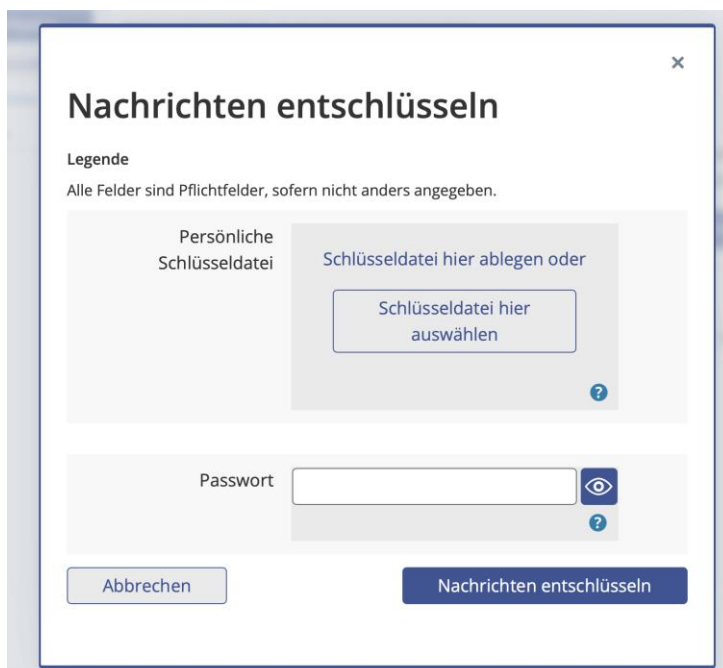 ×
Nachrichten entschlüsseln
Legende
Alle Felder sind Pflichtfelder, sofern nicht anders angegeben.
Persönliche
Schlüsseldatei
Schlüsseldatei hier ablegen oder
Schlüsseldatei hier
auswählen
?
Passwort
?
Abbrechen
Nachrichten entschlüsseln